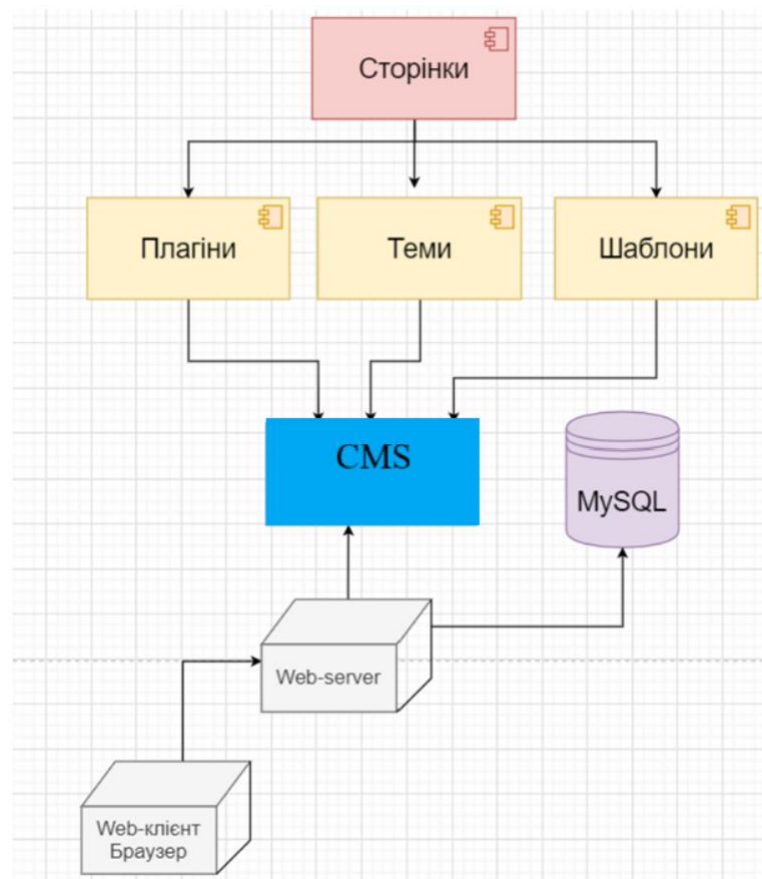 Сторінки
Плагіни
Теми
Шаблони
CMS
MySQL
Web-server
Web-клієнт
Браузер